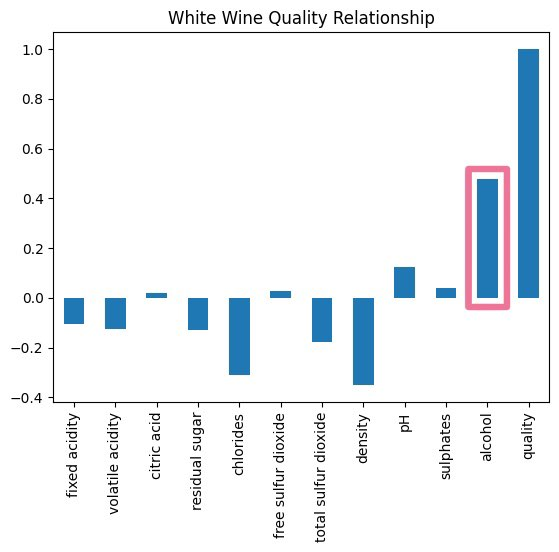 White Wine Quality Relationship
1.0
0.8
0.6
0.4
0.2
0.0
−0.2
−0.4
fixed acidity
volatile acidity
citric acid
residual sugar
chlorides
free sulfur dioxide
total sulfur dioxide
density
pH
sulphates
alcohol
quality